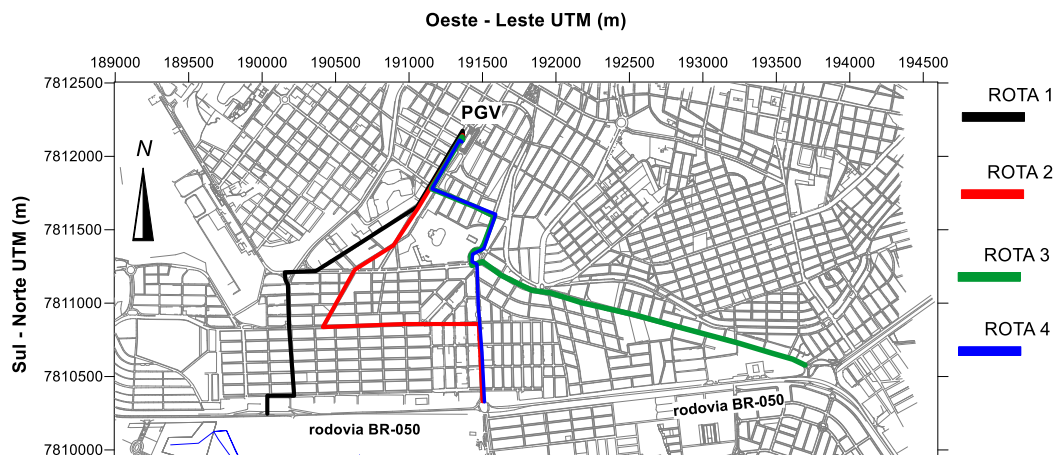 Oeste - Leste UTM (m)
189000 189500 190000 190500 191000 191500 192000 192500 193000 193500 194000 194500
7812500
7812000
7811500
7811000
7810500
7810000
Sul - Norte UTM (m)
N
PGV
rodovia BR-050
rodovia BR-050
ROTA 1
ROTA 2
ROTA 3
ROTA 4